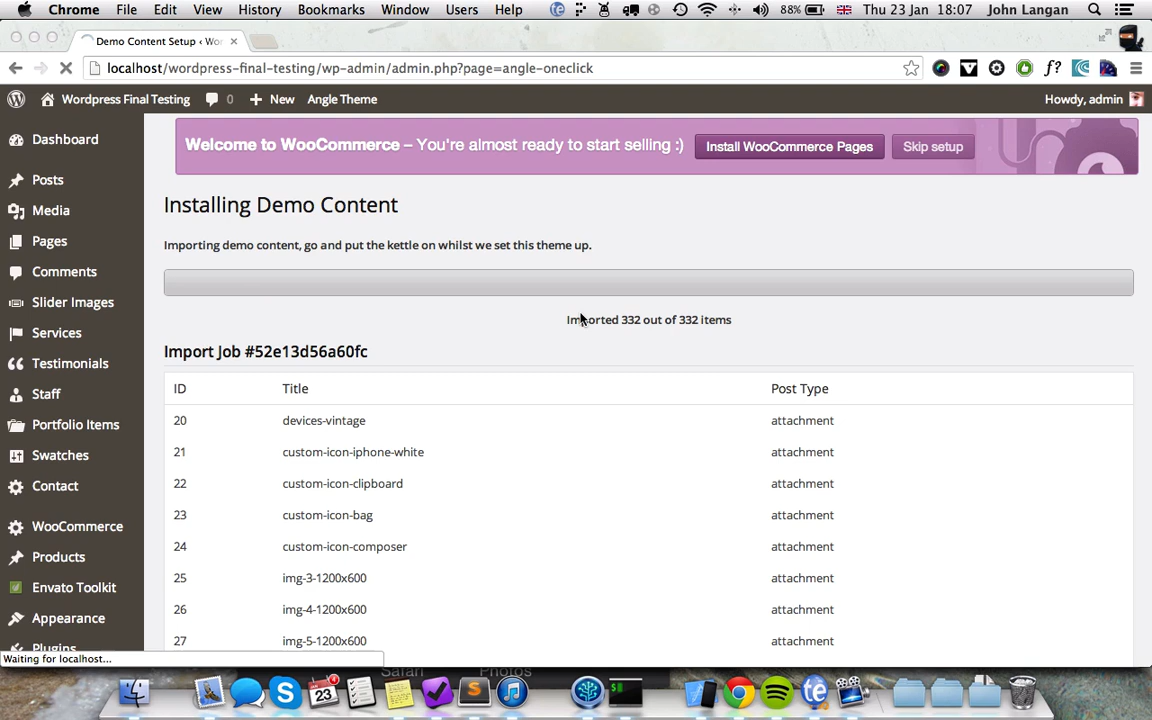 Chrome File Edit View History Bookmarks Window Users Help 88% Thu 23 Jan 18:07 John Langan
Demo Content Setup ‹ Wor
localhost/wordpress-final-testing/wp-admin/admin.php?page=angle-oneclick
f?
Wordpress Final Testing 0 New Angle Theme Howdy, admin
Dashboard
Posts
Media
Pages
Comments
Slider Images
Services
Testimonials
Staff
Portfolio Items
Swatches
Contact
WooCommerce
Products
Envato Toolkit
Appearance
Plugins
Welcome to WooCommerce – You're almost ready to start selling :) Install WooCommerce Pages Skip setup
Installing Demo Content
Importing demo content, go and put the kettle on whilst we set this theme up.
Imported 332 out of 332 items
Import Job #52e13d56a60fc
ID Title Post Type
20 devices-vintage attachment
21 custom-icon-iphone-white attachment
22 custom-icon-clipboard attachment
23 custom-icon-bag attachment
24 custom-icon-composer attachment
25 img-3-1200x600 attachment
26 img-4-1200x600 attachment
27 img-5-1200x600 attachment
Waiting for localhost...
Safari Photos
23 4